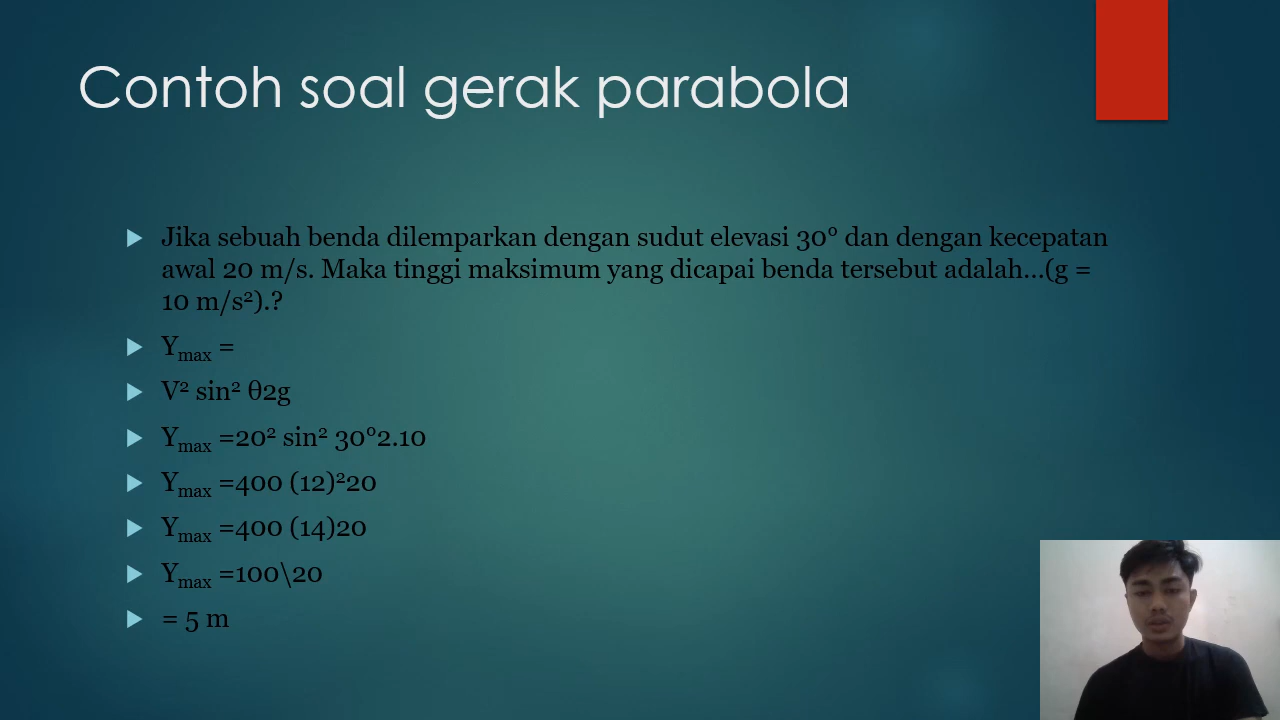 Contoh soal gerak parabola
Jika sebuah benda dilemparkan dengan sudut elevasi 30° dan dengan kecepatan
awal 20 m/s. Maka tinggi maksimum yang dicapai benda tersebut adalah...(g =
10 m/s²).?
Ymax =
V² sin² θ2g
Ymax =20² sin² 30°2.10
Ymax =400 (12)²20
Ymax =400 (14)20
Ymax =100\20
= 5 m